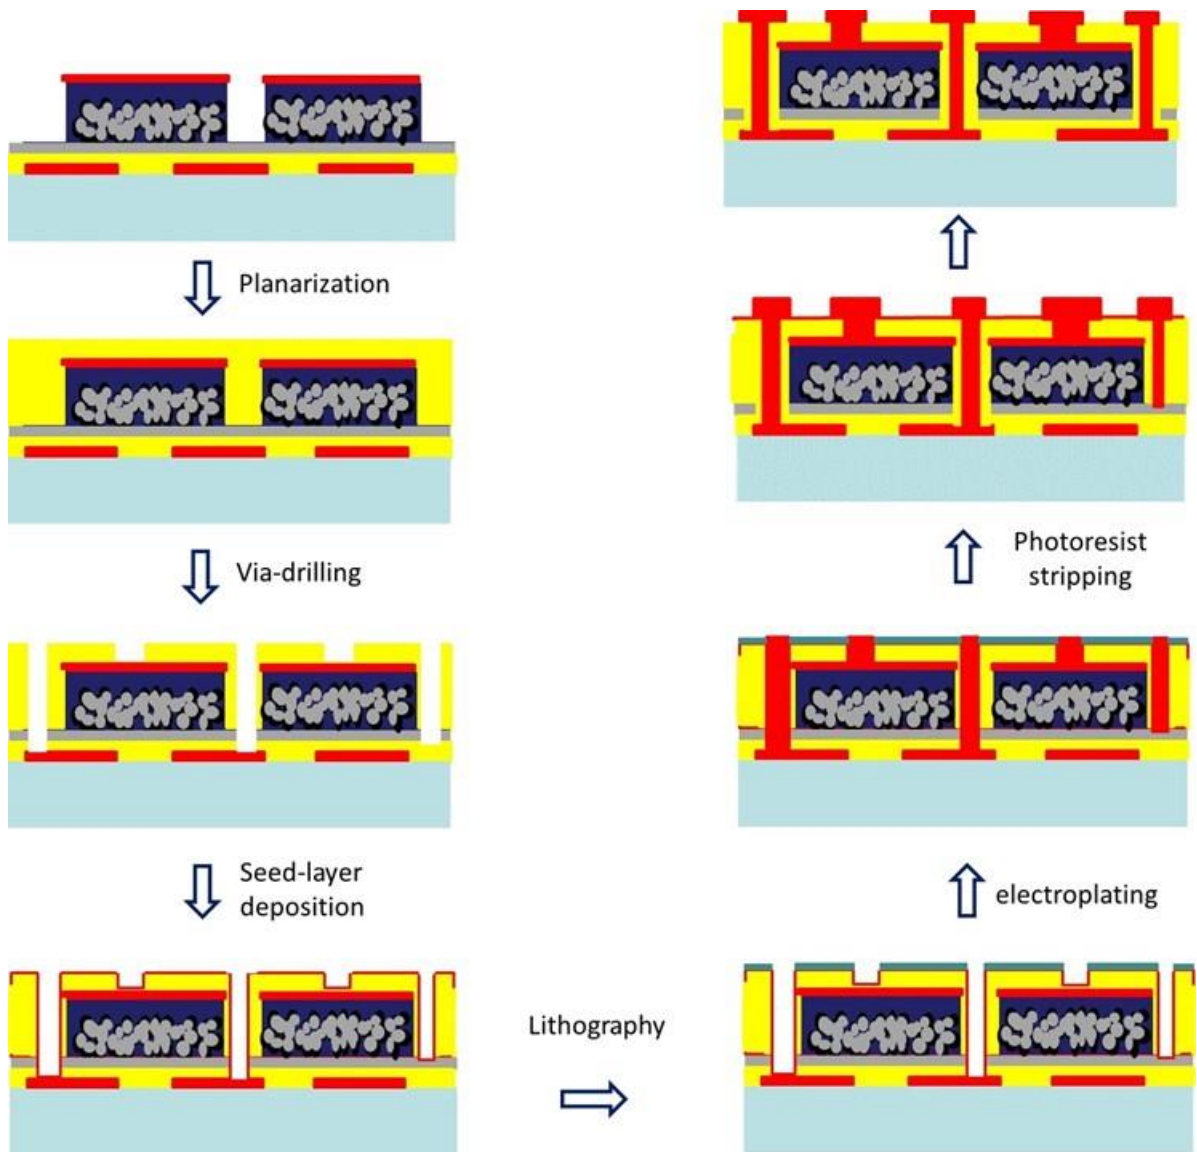 Planarization
Via-drilling
Seed-layer
deposition
Lithography
electroplating
Photoresist
stripping